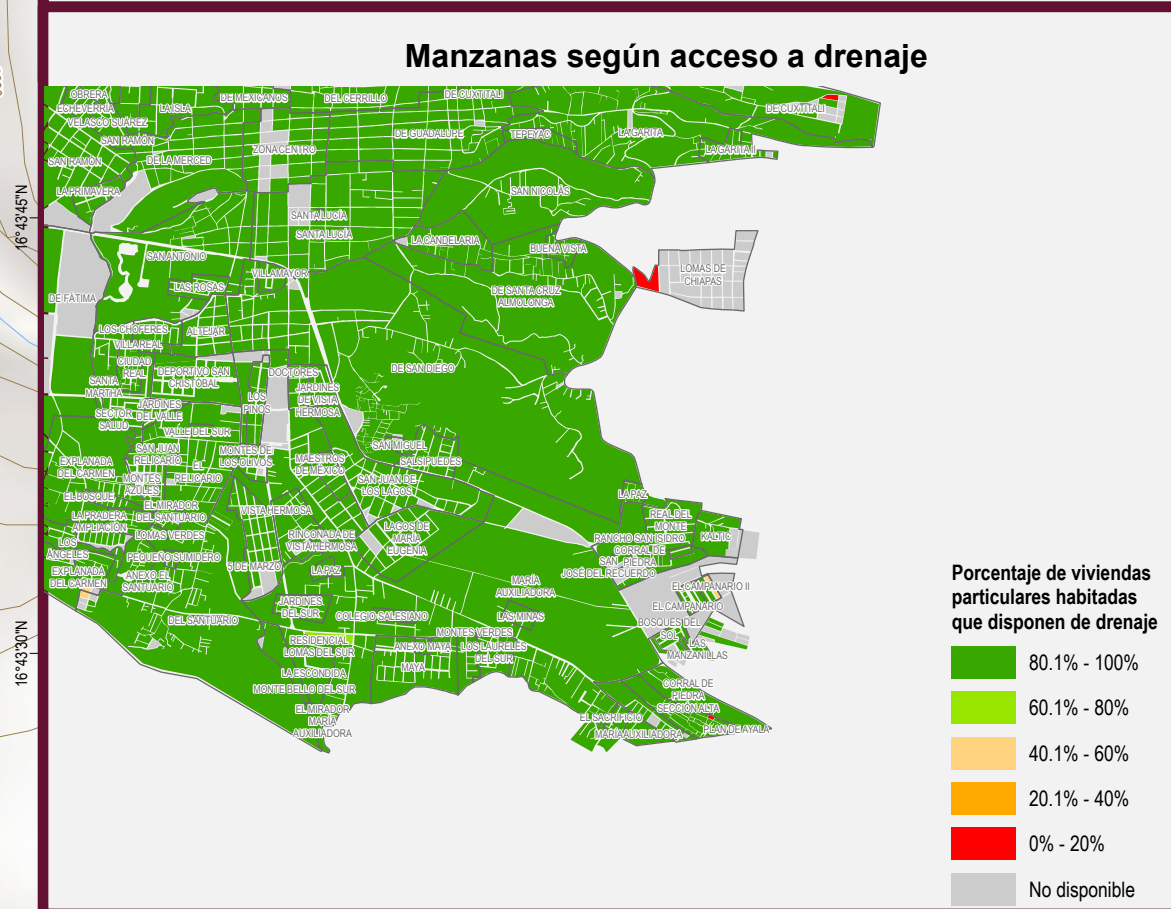 Manzanas según acceso a drenaje
OBRERA
ECHEVERRÍA
LA ISLA
DE MEXICANOS
DEL CERRILLO
DE CUXTITALI
DE CUXTITALI
VELASCO SUÁREZ
SAN RAMÓN
DE LA MERCED
ZONA CENTRO
DE GUADALUPE
TEPEYAC
LA GARITA
LA GARITA II
SAN RAMÓN
LA PRIMAVERA
SAN NICOLÁS
16°43'45"N
SANTA LUCÍA
SANTA LUCÍA
LA CANDELARIA
BUENA VISTA
SAN ANTONIO
VILLAMAYOR
LAS ROSAS
DE FÁTIMA
DE SANTA CRUZ
ALMOLONGA
LOMAS DE
CHIAPAS
LOS CHOFERES
ALTEJAR
VILLA REAL
CIUDAD
REAL
DEPORTIVO SAN
CRISTOBAL
DOCTORES
DE SAN DIEGO
SANTA
MARTHA
JARDINES
DE VISTA
HERMOSA
LOS
PINOS
SECTOR
SALUD
JARDINES
DEL VALLE
VALLE DEL SUR
SAN MIGUEL
SALSIPUEDES
SAN JUAN
RELICARIO
MONTES DE
LOS OLIVOS
MAESTROS
DE MÉXICO
EXPLANADA
DEL CARMEN
EL
RELICARIO
MONTES
AZULES
SAN JUAN DE
LOS LAGOS
EL BOSQUE
EL MIRADOR
DEL SANTUARIO
VISTA HERMOSA
LA PAZ
LA PRADERA
AMPLIACIÓN
LOMAS VERDES
RINCONADA DE
VISTA HERMOSA
LAGOS DE
MARÍA
EUGENIA
REAL DEL
MONTE
RANCHO SAN ISIDRO
KALTIC
LOS
ÁNGELES
PEQUEÑO SUMIDERO
5 DE MARZO
LA PAZ
CORRAL DE
PIEDRA
SAN
JOSÉ DEL RECUERDO
EXPLANADA
DEL CARMEN
ANEXO EL
SANTUARIO
MARÍA
AUXILIADORA
EL CAMPANARIO II
EL CAMPANARIO
JARDINES
DEL SUR
COLEGIO SALESIANO
LAS MINAS
DEL SANTUARIO
BOSQUES DEL
SOL
LAS
MANZANILLAS
16°43'30"N
RESIDENCIAL
LOMAS DEL SUR
MONTES VERDES
ANEXO MAYA
LOS LAURELES
DEL SUR
MAYA
LA ESCONDIDA
MONTE BELLO DEL SUR
CORRAL DE
PIEDRA
SECCIÓN ALTA
EL MIRADOR
MARÍA
AUXILIADORA
EL SACRIFICIO
MARÍA AUXILIADORA
PLAN DE AYALA
Porcentaje de viviendas
particulares habitadas
que disponen de drenaje
80.1% - 100%
60.1% - 80%
40.1% - 60%
20.1% - 40%
0% - 20%
No disponible